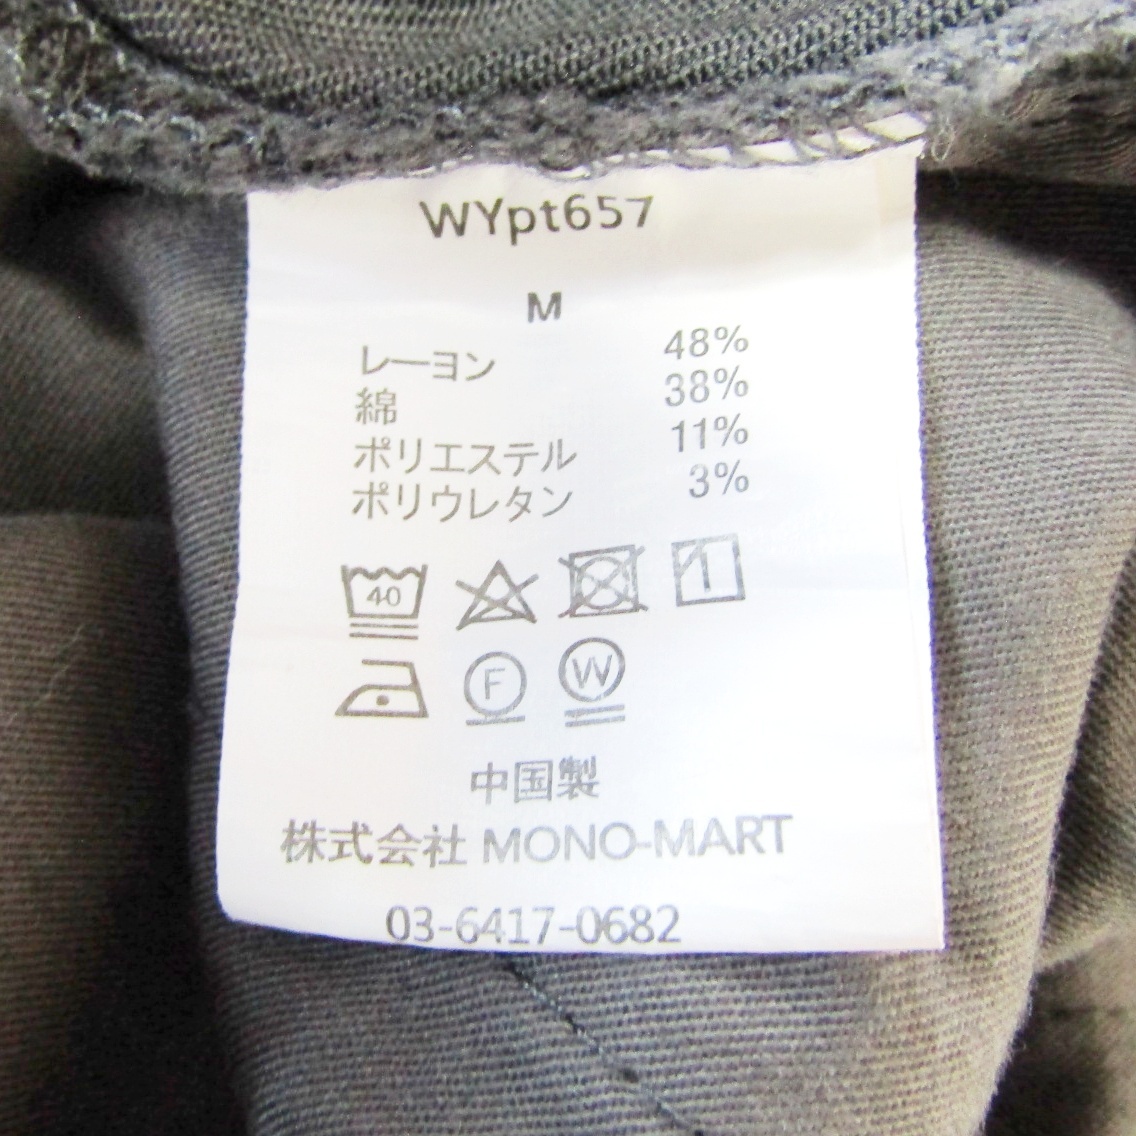 WYpt657
M
レーヨン 48%
綿 38%
ポリエステル 11%
ポリウレタン 3%
40
F W
中国製
株式会社 MONO-MART
03-6417-0682